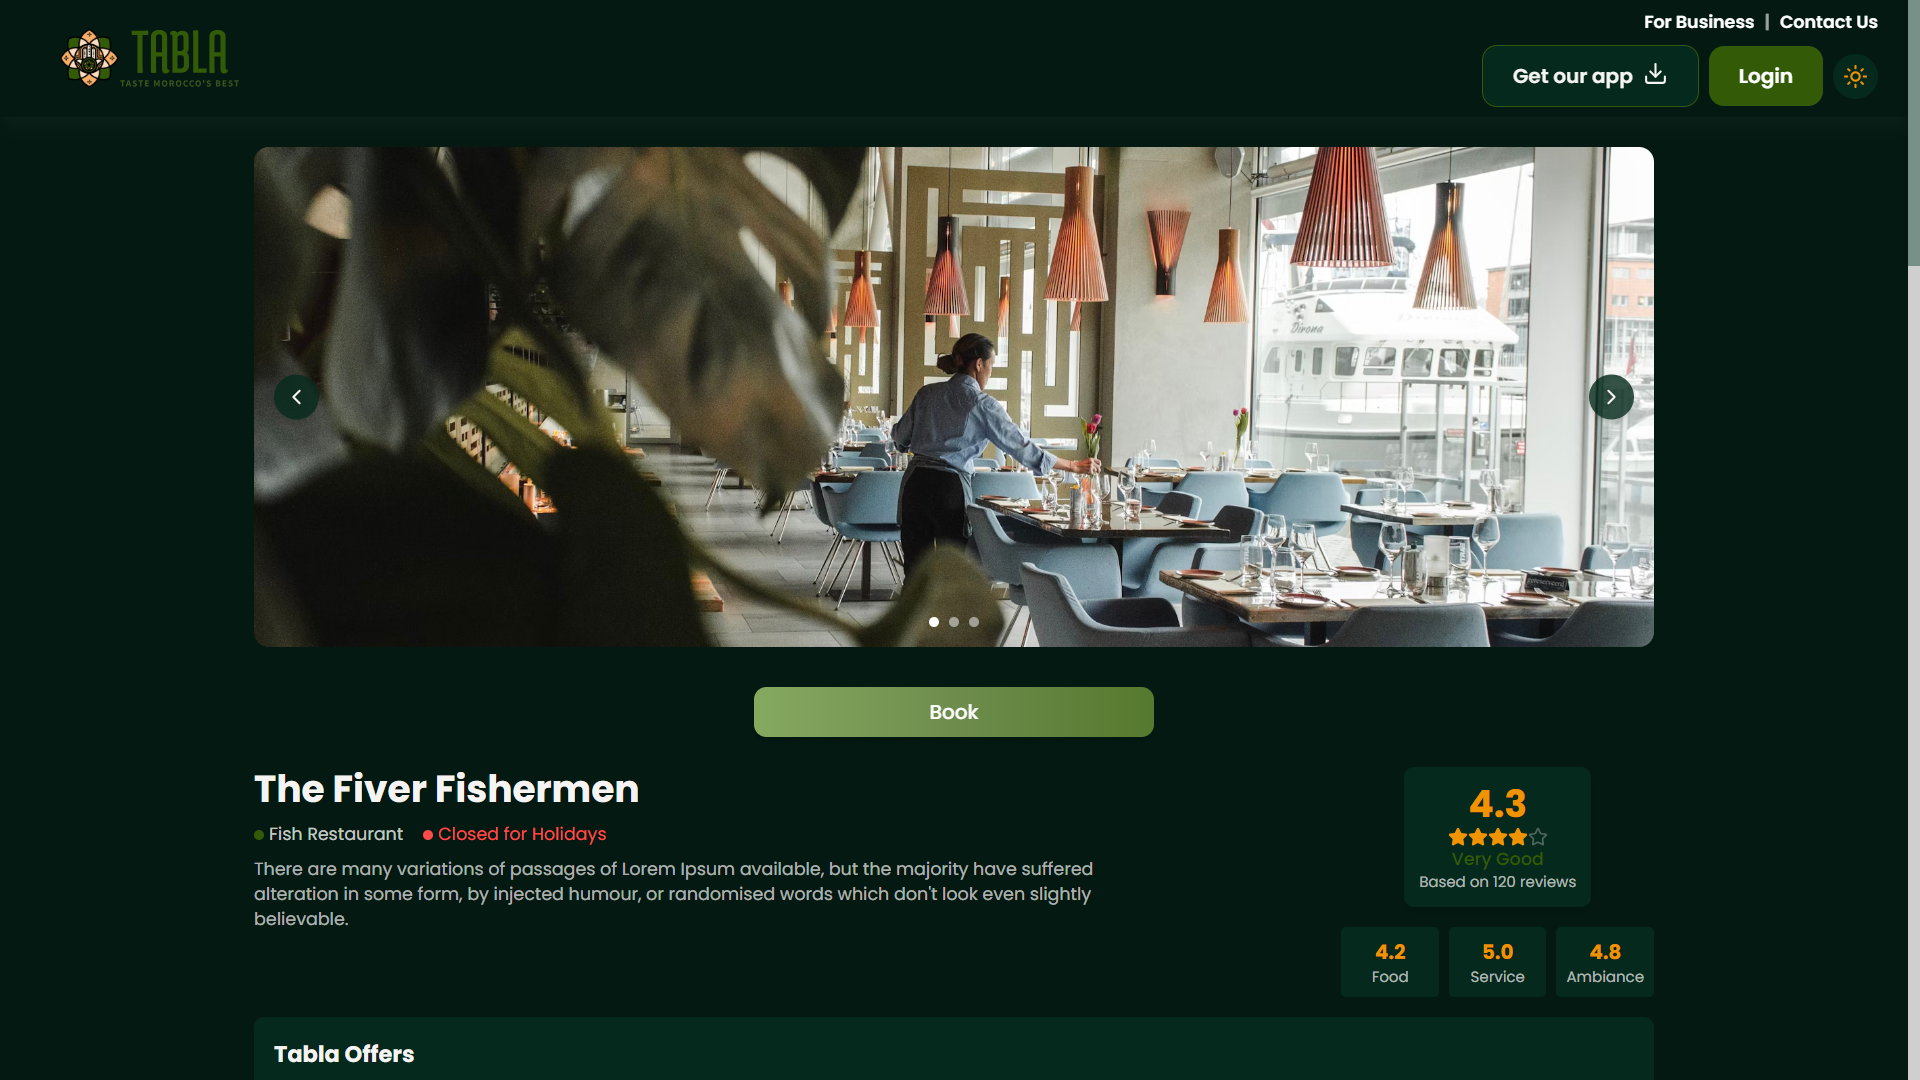 For Business | Contact Us
TABLA
TASTE MOROCCO'S BEST
Get our app
Login
Dirona
Book
The Fiver Fishermen
Fish Restaurant
Closed for Holidays
There are many variations of passages of Lorem Ipsum available, but the majority have suffered
alteration in some form, by injected humour, or randomised words which don't look even slightly
believable.
4.3
Very Good
Based on 120 reviews
4.2
Food
5.0
Service
4.8
Ambiance
Tabla Offers